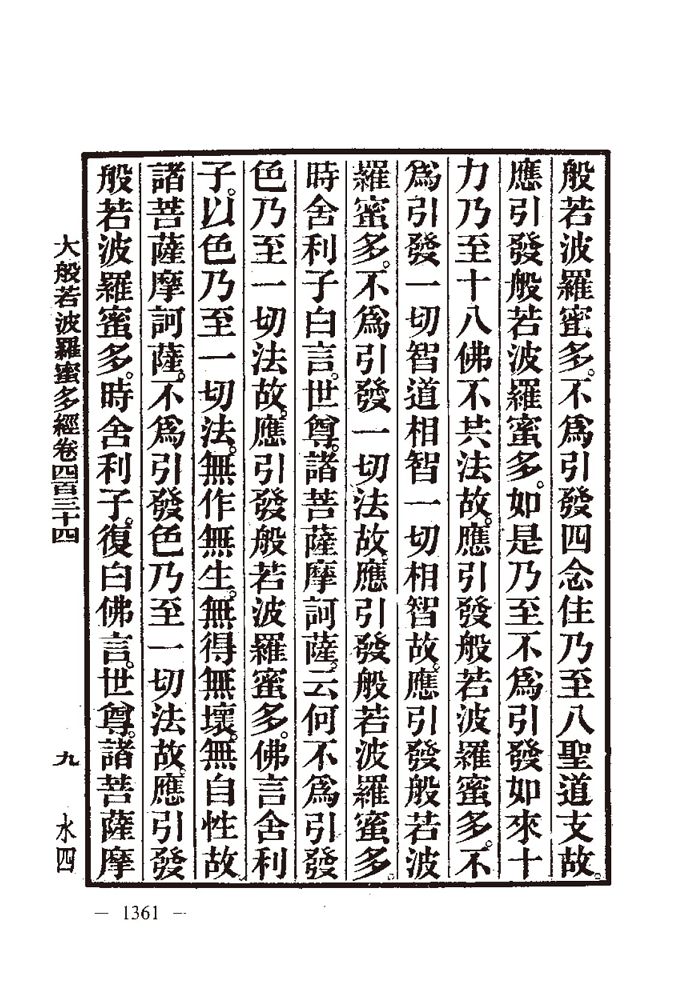 般若波羅蜜多。不爲引發四念住乃至八聖道支故。
應引發般若波羅蜜多。如是乃至不爲引發如來十
力乃至十八佛不共法故。應引發般若波羅蜜多。不
爲引發一切智道相智一切相智故。應引發般若波
羅蜜多。不爲引發一切法故應引發般若波羅蜜多。
時舍利子白言。世尊。諸菩薩摩訶薩。云何不爲引發
色乃至一切法故。應引發般若波羅蜜多。佛言舍利
子。以色乃至一切法。無作無生。無得無壞。無自性故
諸菩薩摩訶薩。不爲引發色乃至一切法故。應引發
般若波羅蜜多。時舍利子。復白佛言。世尊。諸菩薩摩
大般若波羅蜜多經卷四百三十四 九 水四
— 1361 —